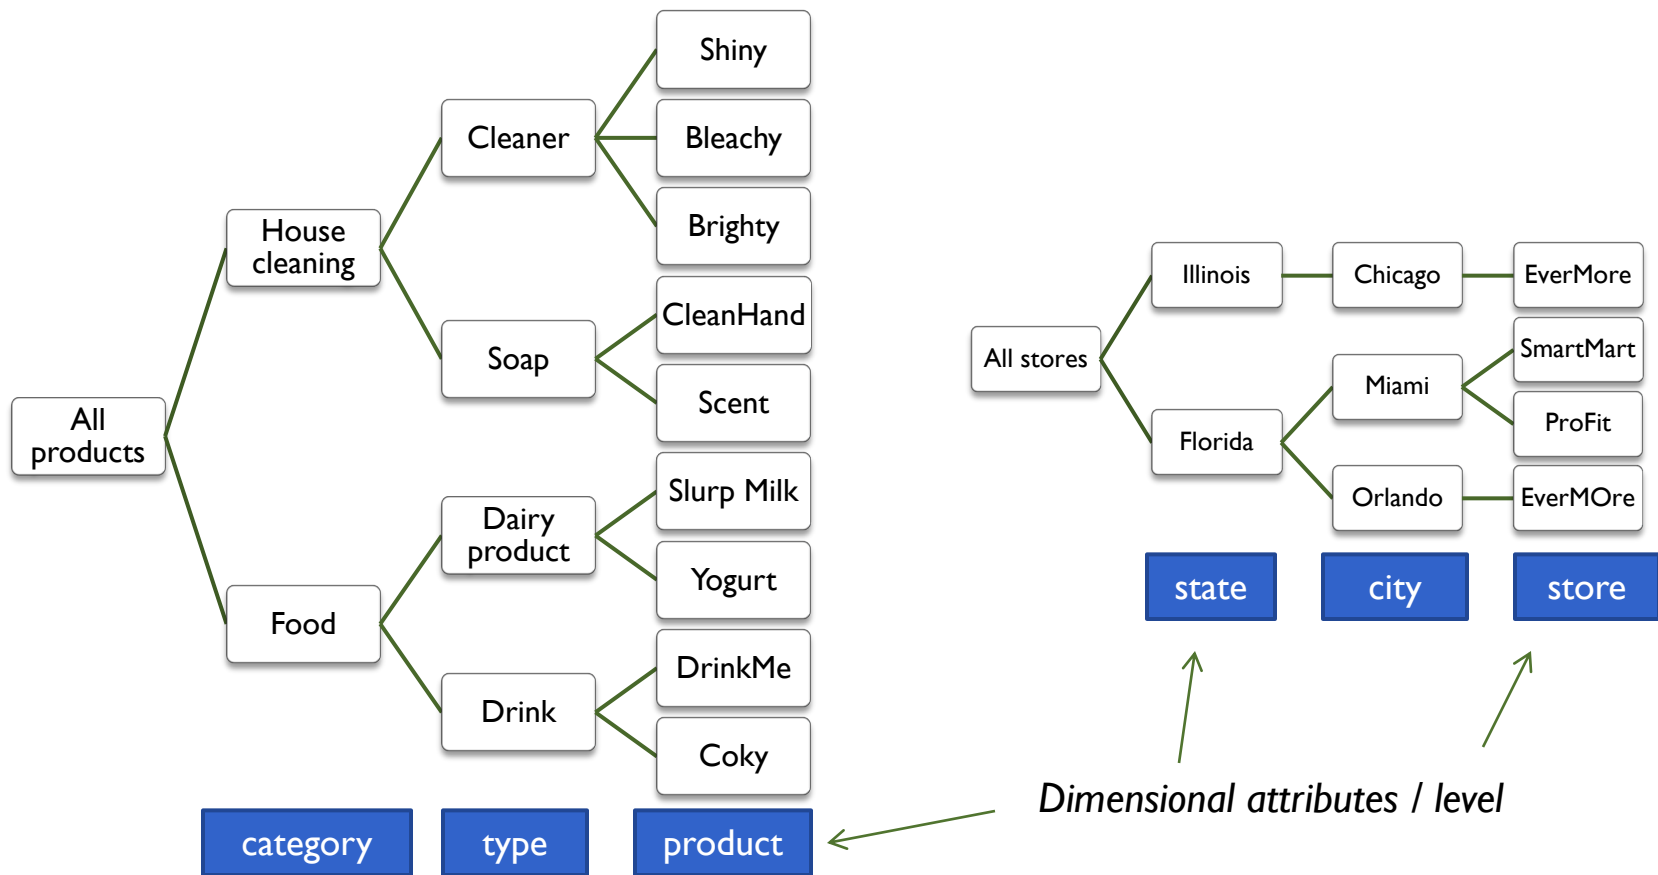 Shiny
Cleaner
Bleachy
House
cleaning
Brighty
CleanHand
Soap
Scent
All
products
Slurp Milk
Dairy
product
Yogurt
Food
DrinkMe
Drink
Coky
category
type
product
Illinois
Chicago
EverMore
All stores
SmartMart
Miami
ProFit
Florida
Orlando
EverMOre
state
city
store
Dimensional attributes / level